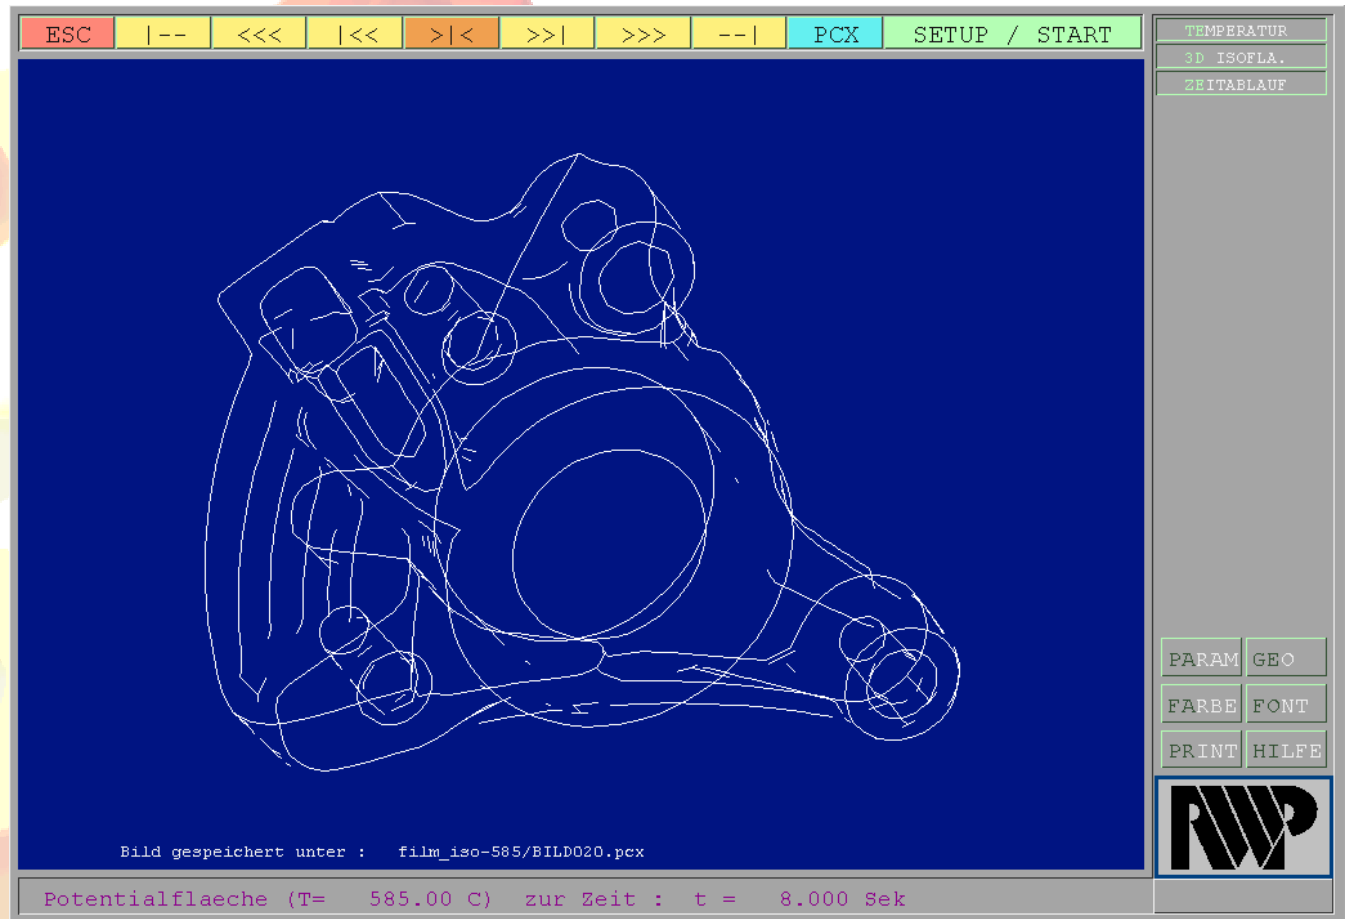 ESC |-- <<< |<< >|< >>| >>> --| PCX SETUP / START
TEMPERATUR
3D ISOFLA.
ZEITABLAUF
PARAM GEO
FARBE FONT
PRINT HILFE
RWP
Bild gespeichert unter : film_iso-585/BILD020.pcx
Potentialflaeche (T= 585.00 C) zur Zeit : t = 8.000 Sek